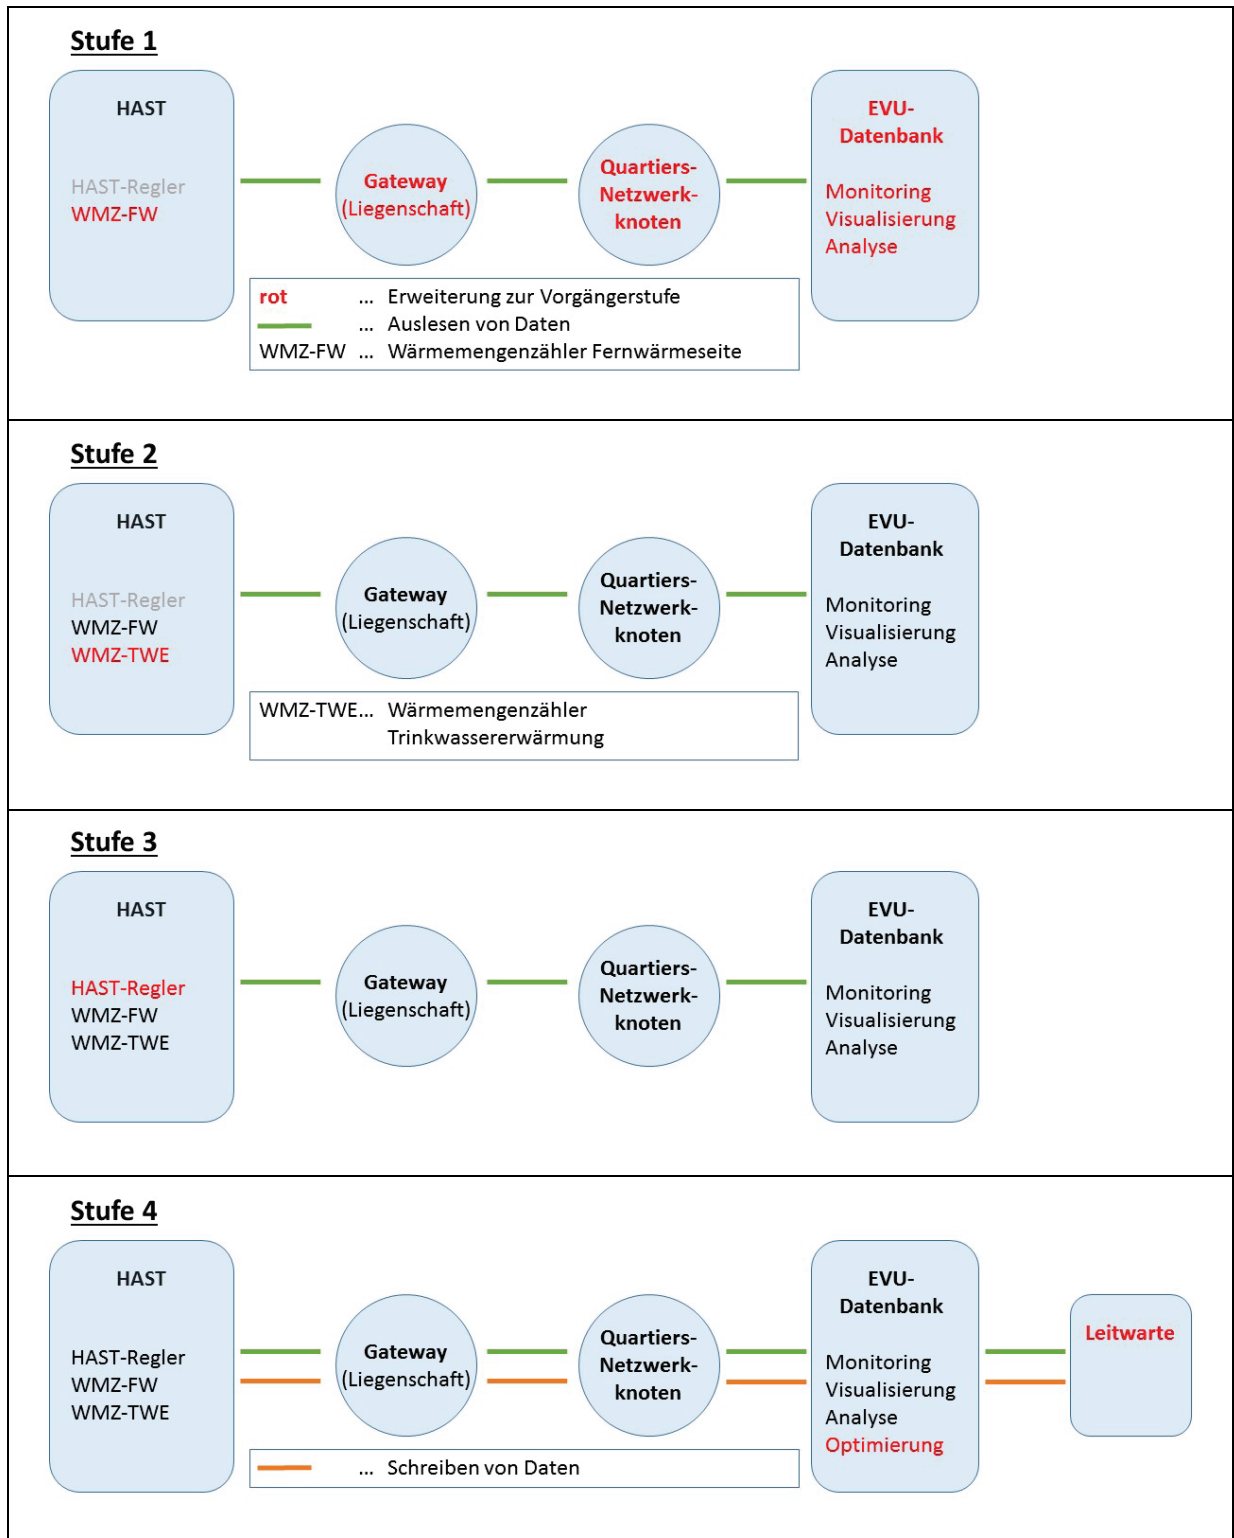 Stufe 1
HAST
HAST-Regler
WMZ-FW
Gateway
(Liegenschaft)
Quartiers-
Netzwerk-
knoten
EVU-
Datenbank
Monitoring
Visualisierung
Analyse
rot ... Erweiterung zur Vorgängerstufe
... Auslesen von Daten
WMZ-FW ... Wärmemengenzähler Fernwärmeseite
Stufe 2
HAST
HAST-Regler
WMZ-FW
WMZ-TWE
Gateway
(Liegenschaft)
Quartiers-
Netzwerk-
knoten
EVU-
Datenbank
Monitoring
Visualisierung
Analyse
WMZ-TWE... Wärmemengenzähler
Trinkwassererwärmung
Stufe 3
HAST
HAST-Regler
WMZ-FW
WMZ-TWE
Gateway
(Liegenschaft)
Quartiers-
Netzwerk-
knoten
EVU-
Datenbank
Monitoring
Visualisierung
Analyse
Stufe 4
HAST
HAST-Regler
WMZ-FW
WMZ-TWE
Gateway
(Liegenschaft)
Quartiers-
Netzwerk-
knoten
EVU-
Datenbank
Monitoring
Visualisierung
Analyse
Optimierung
Leitwarte
... Schreiben von Daten